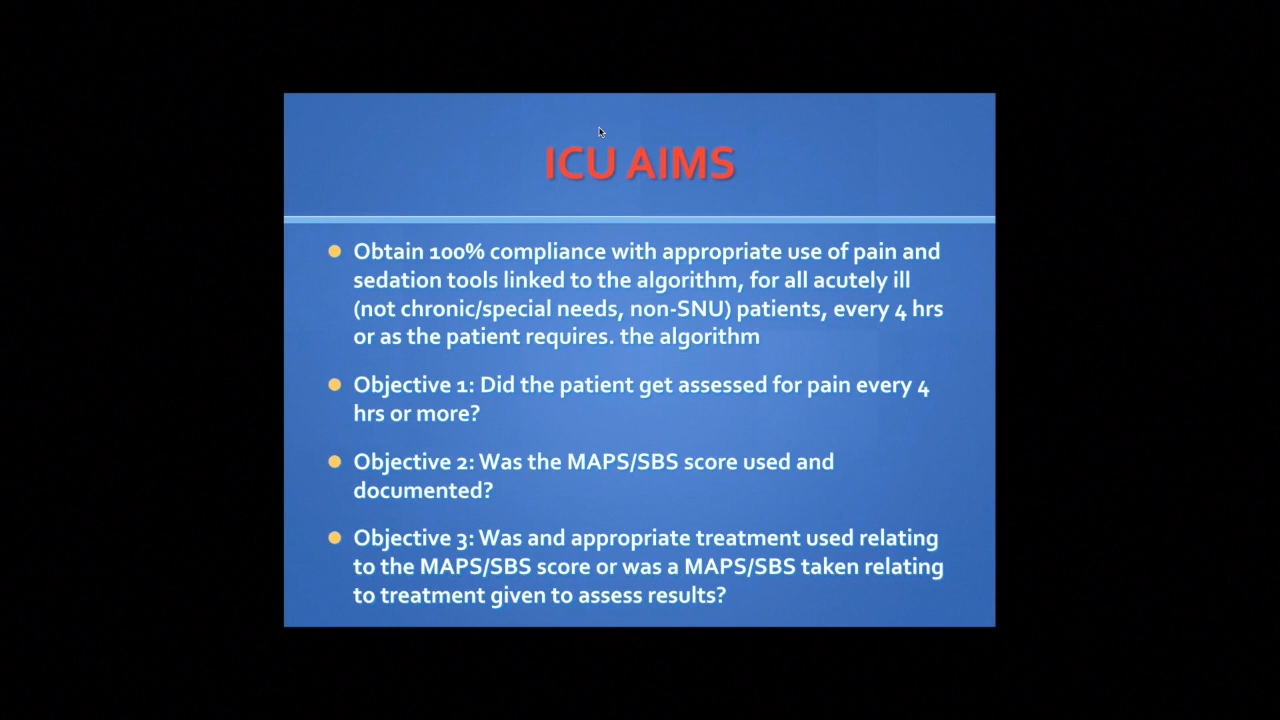 ICU AIMS
Obtain 100% compliance with appropriate use of pain and
sedation tools linked to the algorithm, for all acutely ill
(not chronic/special needs, non-SNU) patients, every 4 hrs
or as the patient requires. the algorithm
Objective 1: Did the patient get assessed for pain every 4
hrs or more?
Objective 2: Was the MAPS/SBS score used and
documented?
Objective 3: Was and appropriate treatment used relating
to the MAPS/SBS score or was a MAPS/SBS taken relating
to treatment given to assess results?